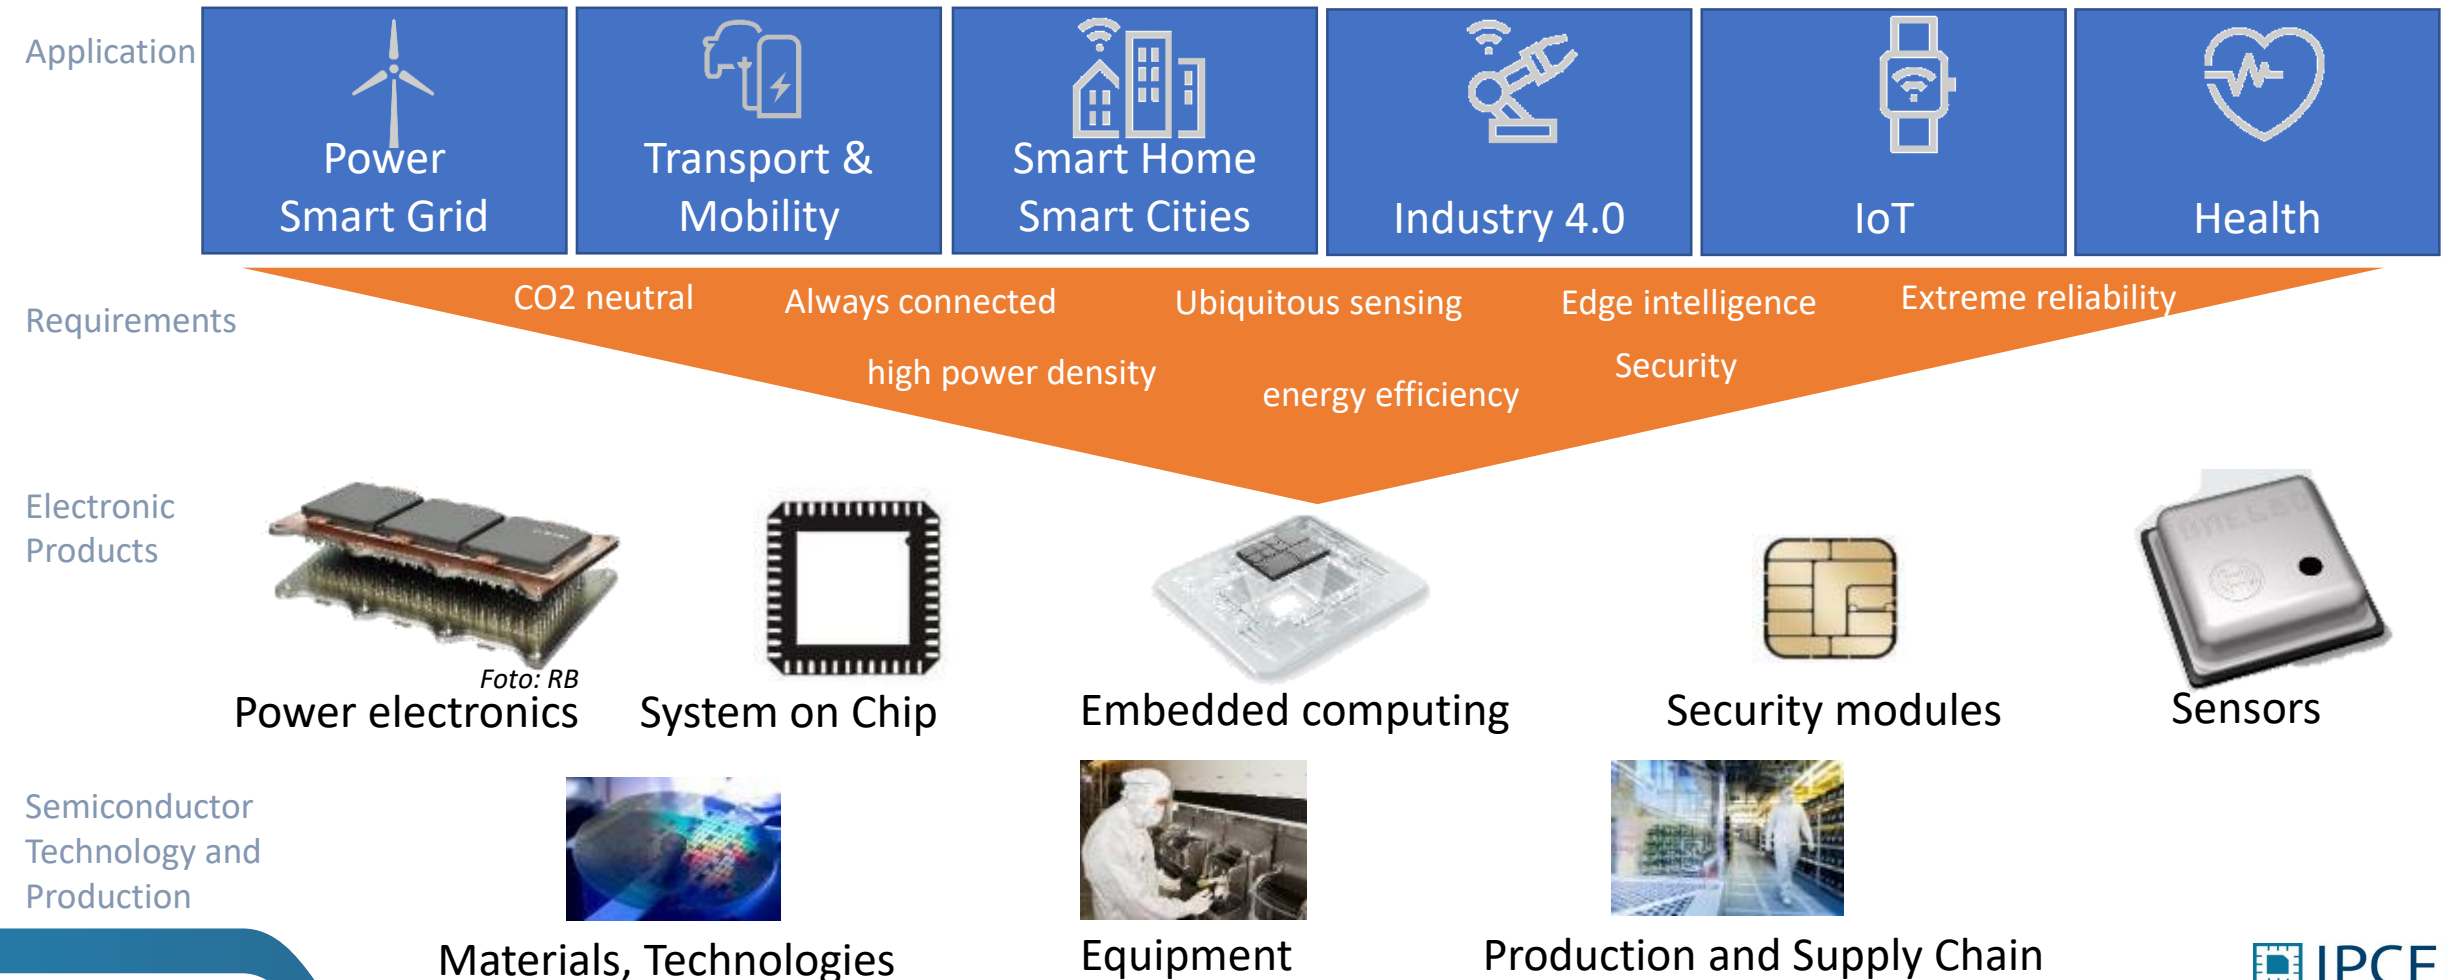 Application
Power
Smart Grid
Transport &
Mobility
Smart Home
Smart Cities
Industry 4.0
IoT
Health
Requirements
CO2 neutral
Always connected
Ubiquitous sensing
Edge intelligence
Extreme reliability
high power density
energy efficiency
Security
Electronic
Products
Foto: RB
Power electronics
System on Chip
Embedded computing
Security modules
Sensors
Semiconductor
Technology and
Production
Materials, Technologies
Equipment
Production and Supply Chain